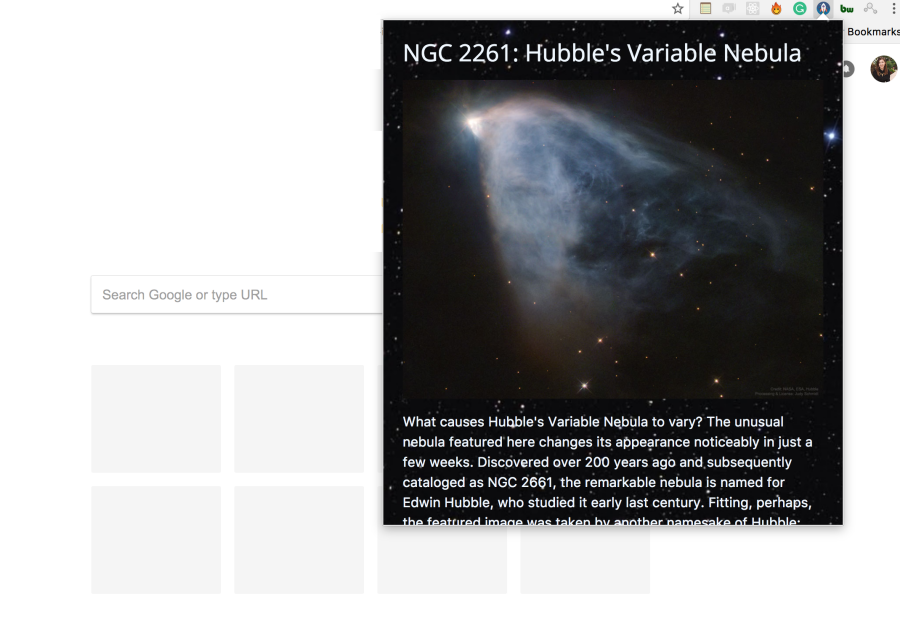 bw
Bookmarks
NGC 2261: Hubble's Variable Nebula
Search Google or type URL
What causes Hubble's Variable Nebula to vary? The unusual
nebula featured here changes its appearance noticeably in just a
few weeks. Discovered over 200 years ago and subsequently
cataloged as NGC 2661, the remarkable nebula is named for
Edwin Hubble, who studied it early last century. Fitting, perhaps,
the featured image was taken by another namesake of Hubble: